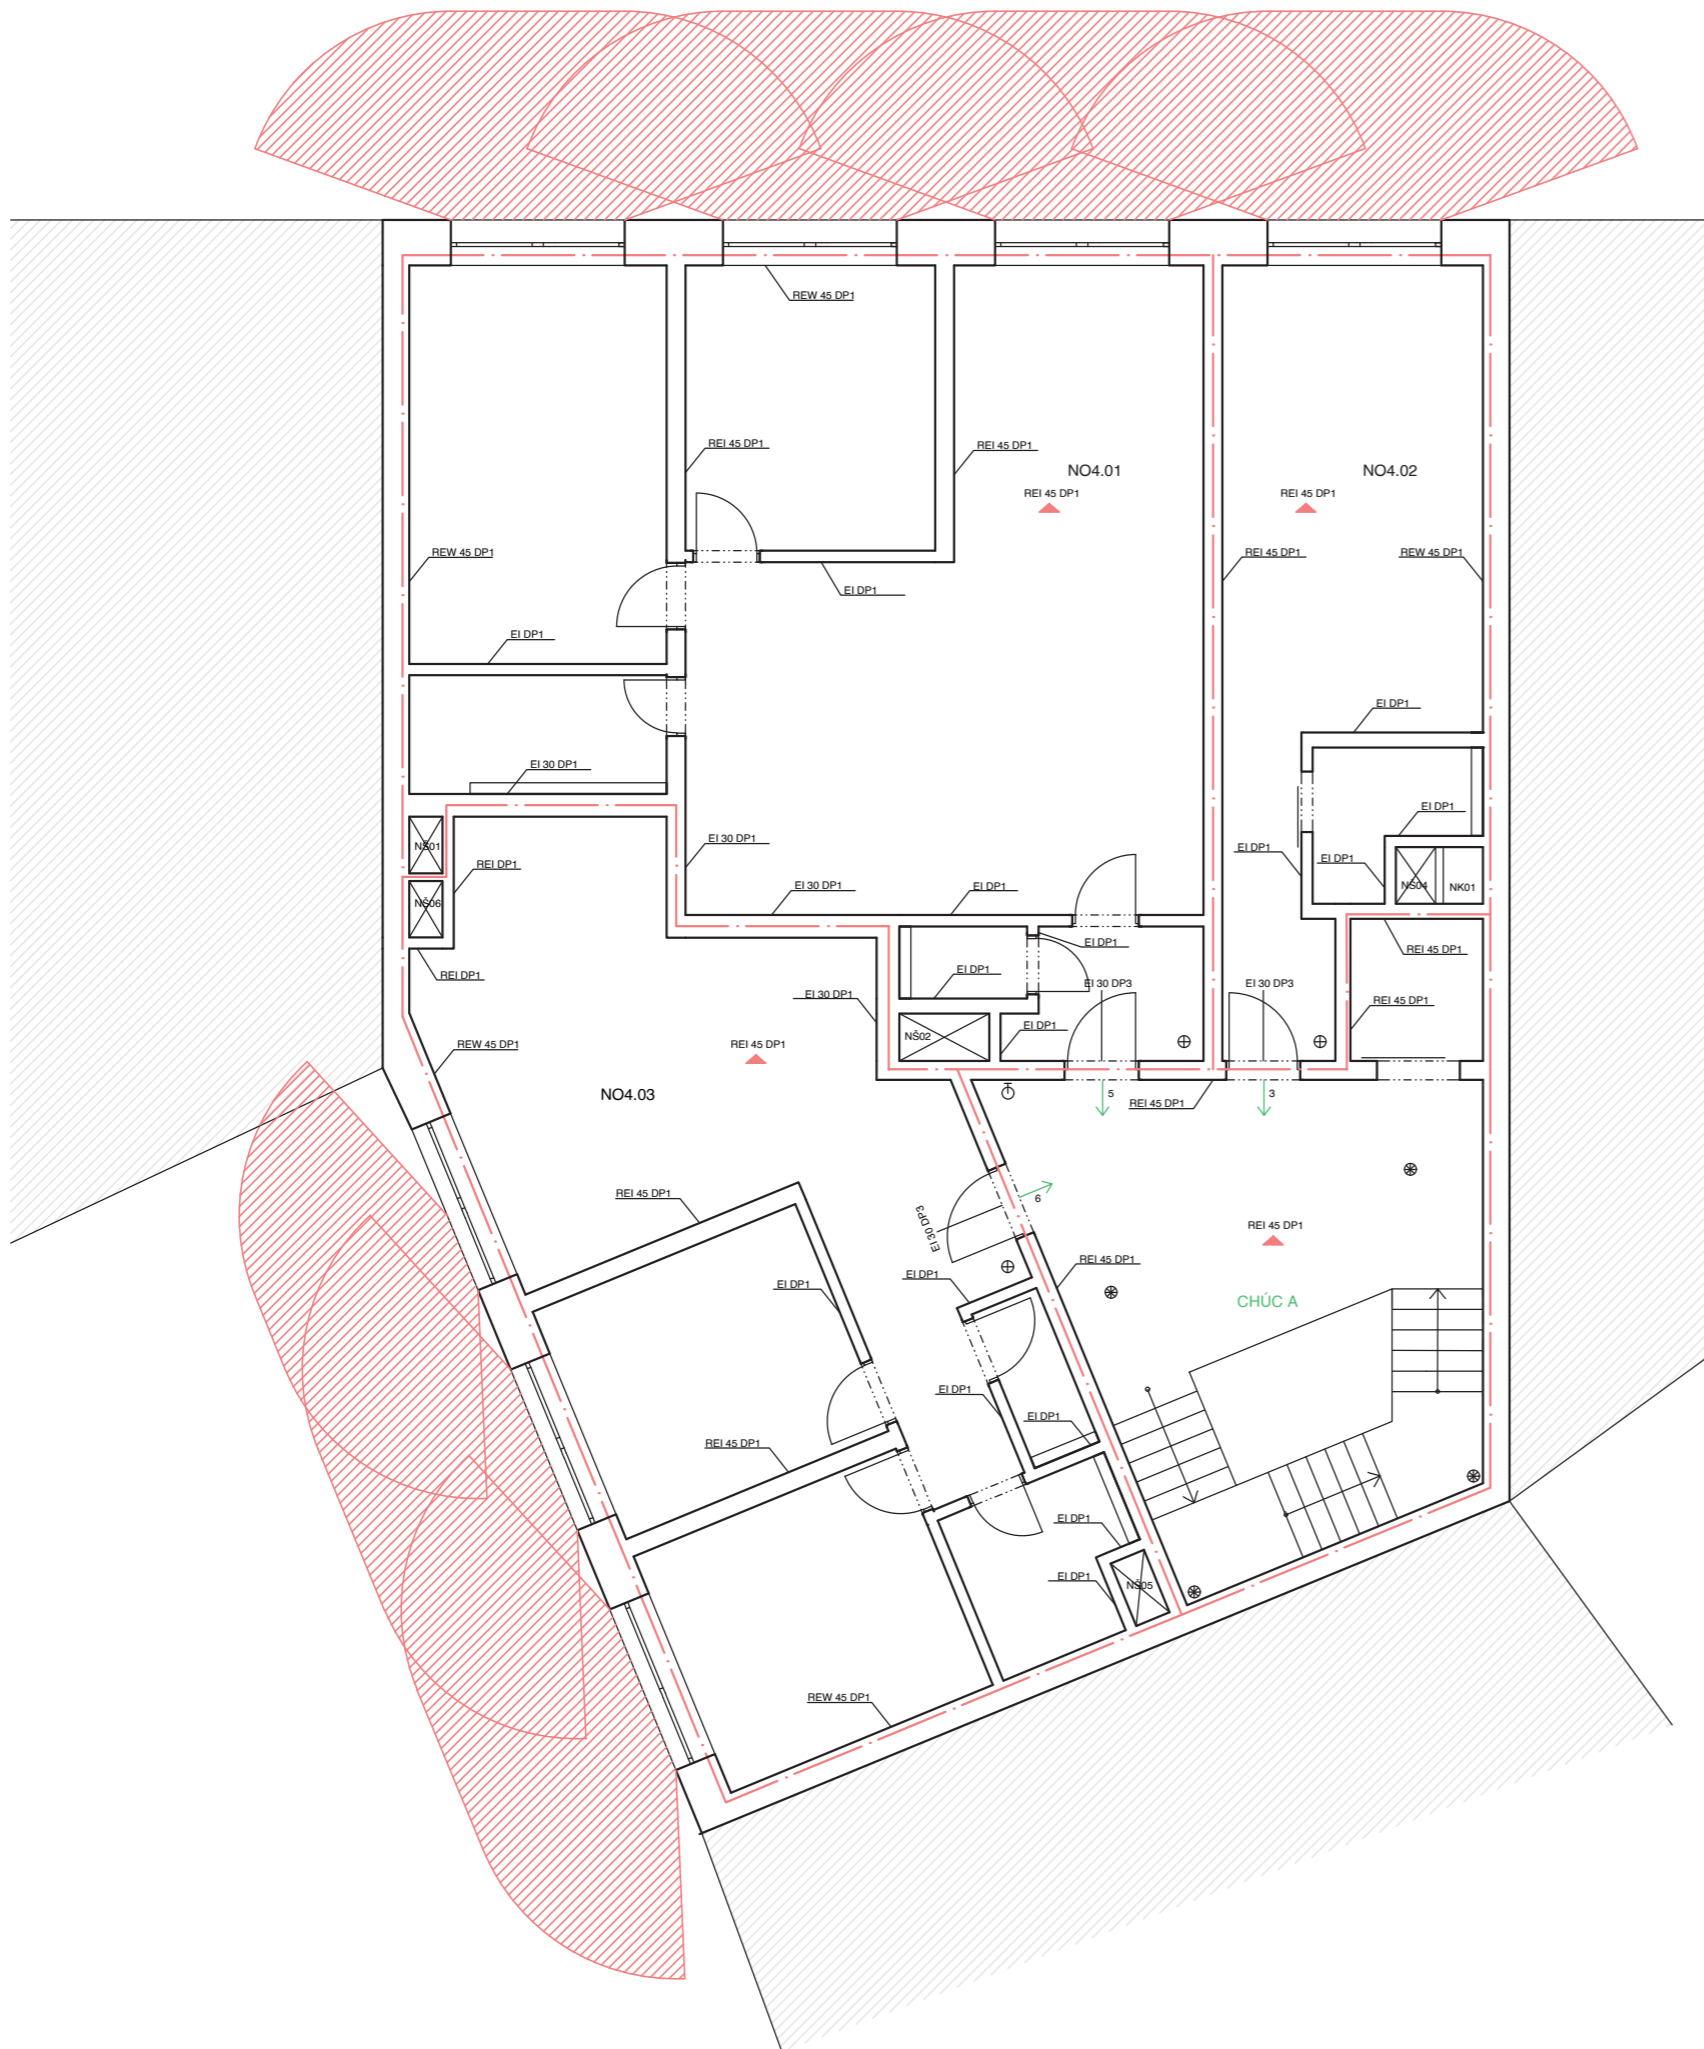 REW 45 DP1
REI 45 DP1
REI 45 DP1
NO4.01
NO4.02
REI 45 DP1
REI 45 DP1
REW 45 DP1
REI 45 DP1
REW 45 DP1
EI DP1
EI DP1
EI DP1
EI 30 DP1
EI DP1
EI 30 DP1
NŠ01
EI DP1
EI DP1
REI DP1
EI 30 DP1
EI DP1
NŠ04
NK01
NŠ06
EI DP1
REI 45 DP1
REI DP1
EI DP1
EI 30 DP3
EI 30 DP3
EI 30 DP1
REI 45 DP1
EI DP1
NŠ02
REW 45 DP1
REI 45 DP1
NO4.03
5
3
REI 45 DP1
REI 45 DP1
6
EI 30 DP3
REI 45 DP1
REI 45 DP1
EI DP1
EI DP1
CHÚC A
EI DP1
EI DP1
REI 45 DP1
EI DP1
EI DP1
NŠ05
REW 45 DP1